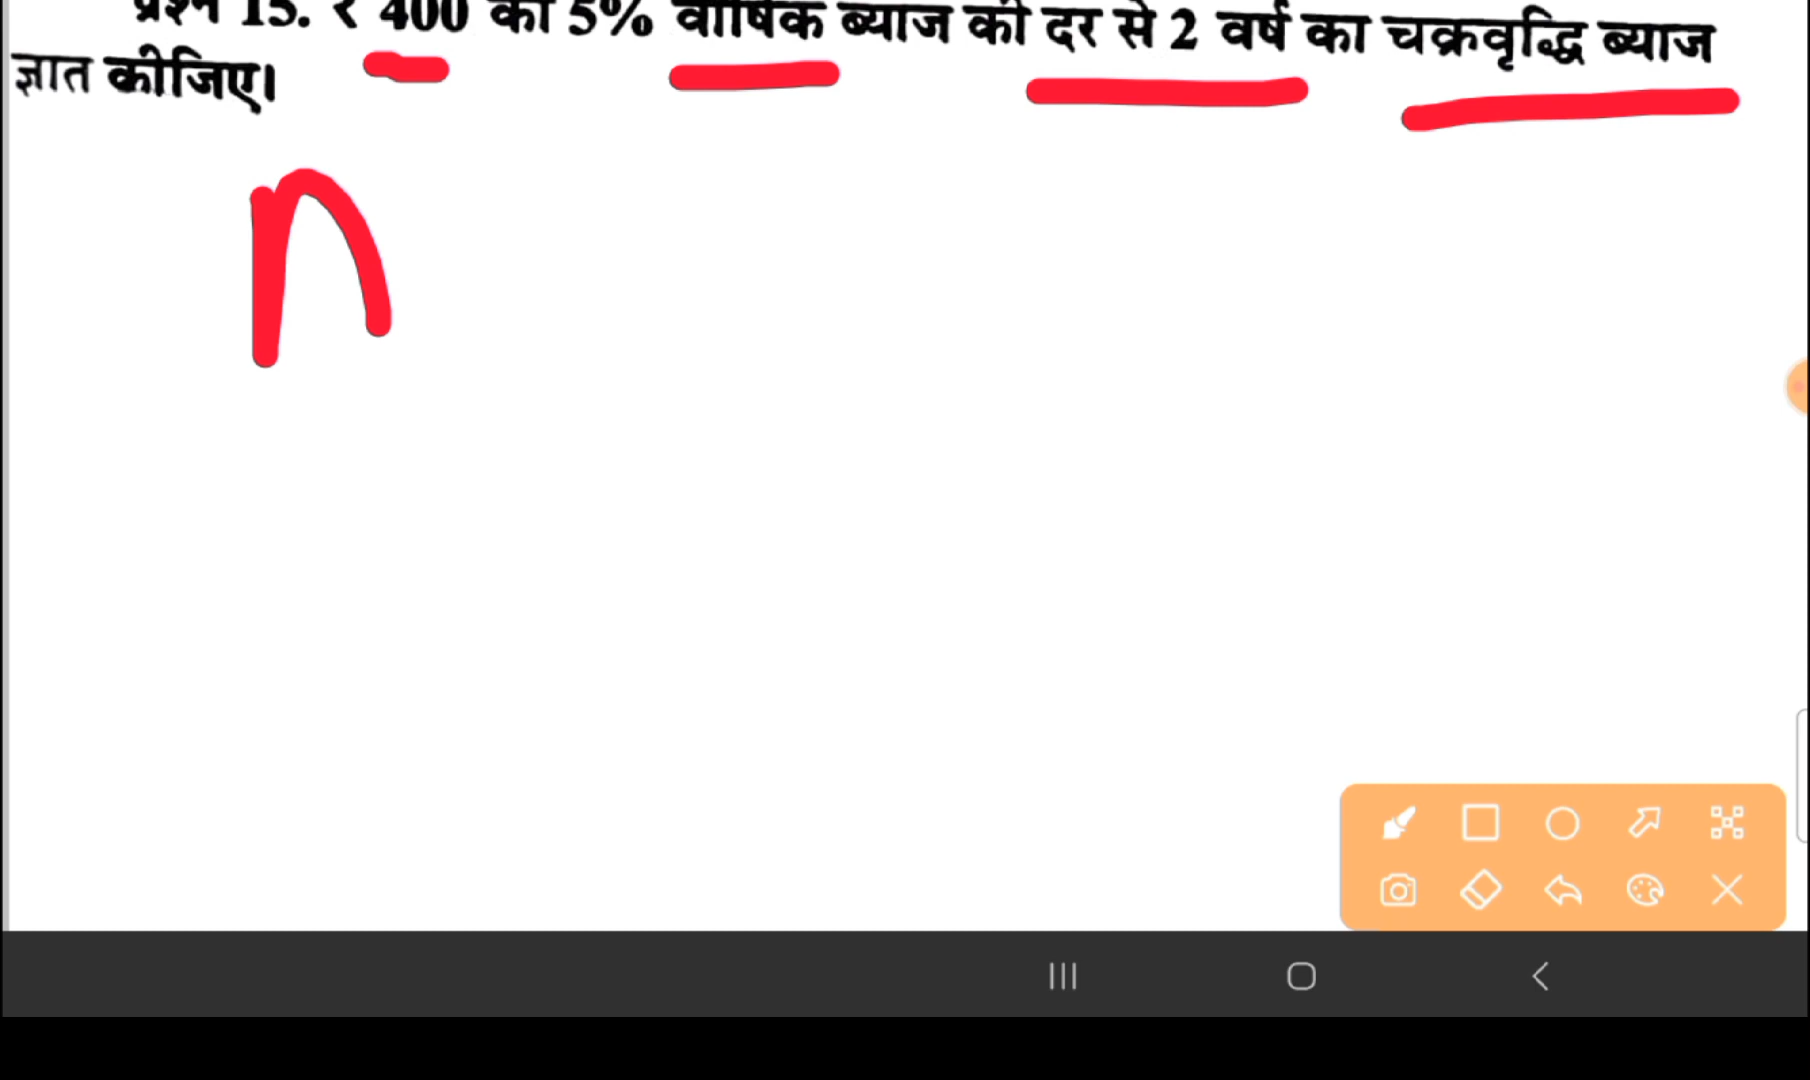 प्रश्न 15. ₹ 400 का 5% वार्षिक ब्याज की दर से 2 वर्ष का चक्रवृद्धि ब्याज
ज्ञात कीजिए।
n